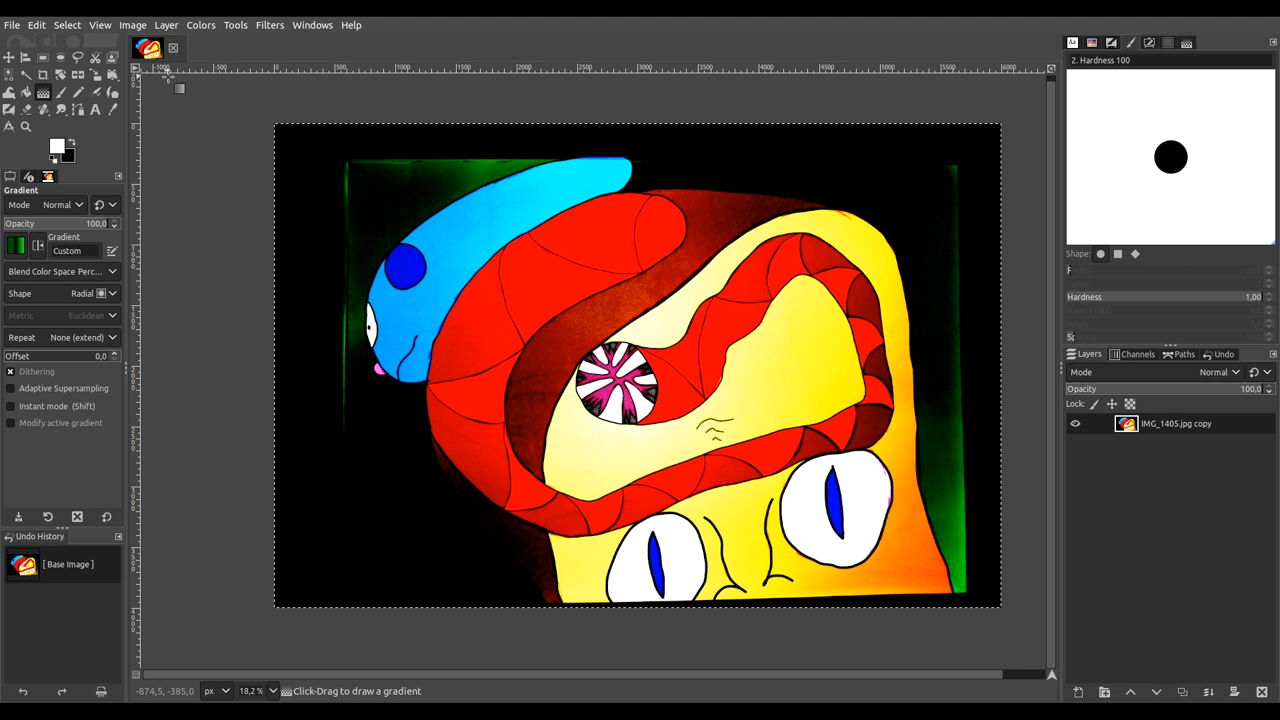 File Edit Select View Image Layer Colors Tools Filters Windows Help
2. Hardness 100
Gradient
Mode Normal
Opacity 100,0
Gradient
Custom
Blend Color Space Perc...
Shape Radial
Metric Euclidean
Repeat None (extend)
Offset 0,0
Dithering
Adaptive Supersampling
Instant mode (Shift)
Modify active gradient
Undo History
[ Base Image ]
-874,5, -385,0 px 18,2 % Click-Drag to draw a gradient
Shape:
Hardness 1,00
Layers Channels Paths Undo
Mode Normal
Opacity 100,0
Lock:
IMG_1405.jpg copy